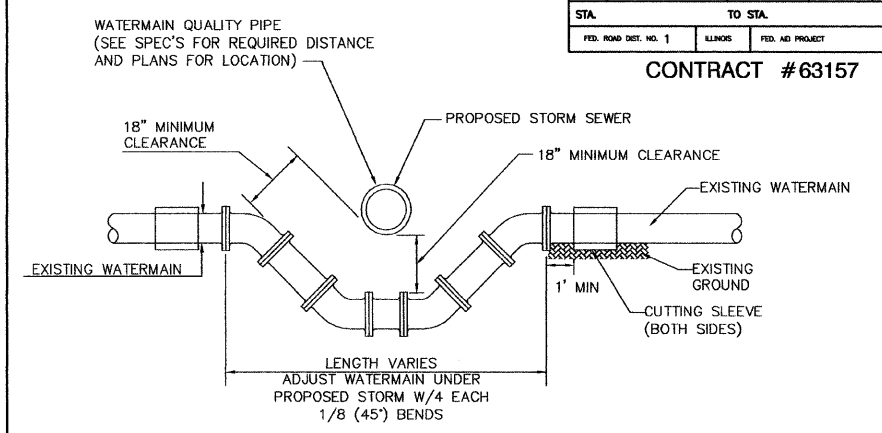 STA. TO STA.
FED. ROAD DIST. NO. 1 ILLINOIS FED. AID PROJECT
CONTRACT #63157
WATERMAIN QUALITY PIPE
(SEE SPEC'S FOR REQUIRED DISTANCE
AND PLANS FOR LOCATION)
18" MINIMUM
CLEARANCE
PROPOSED STORM SEWER
18" MINIMUM CLEARANCE
EXISTING WATERMAIN
EXISTING WATERMAIN
EXISTING
GROUND
1' MIN
CUTTING SLEEVE
(BOTH SIDES)
LENGTH VARIES
ADJUST WATERMAIN UNDER
PROPOSED STORM W/4 EACH
1/8 (45°) BENDS